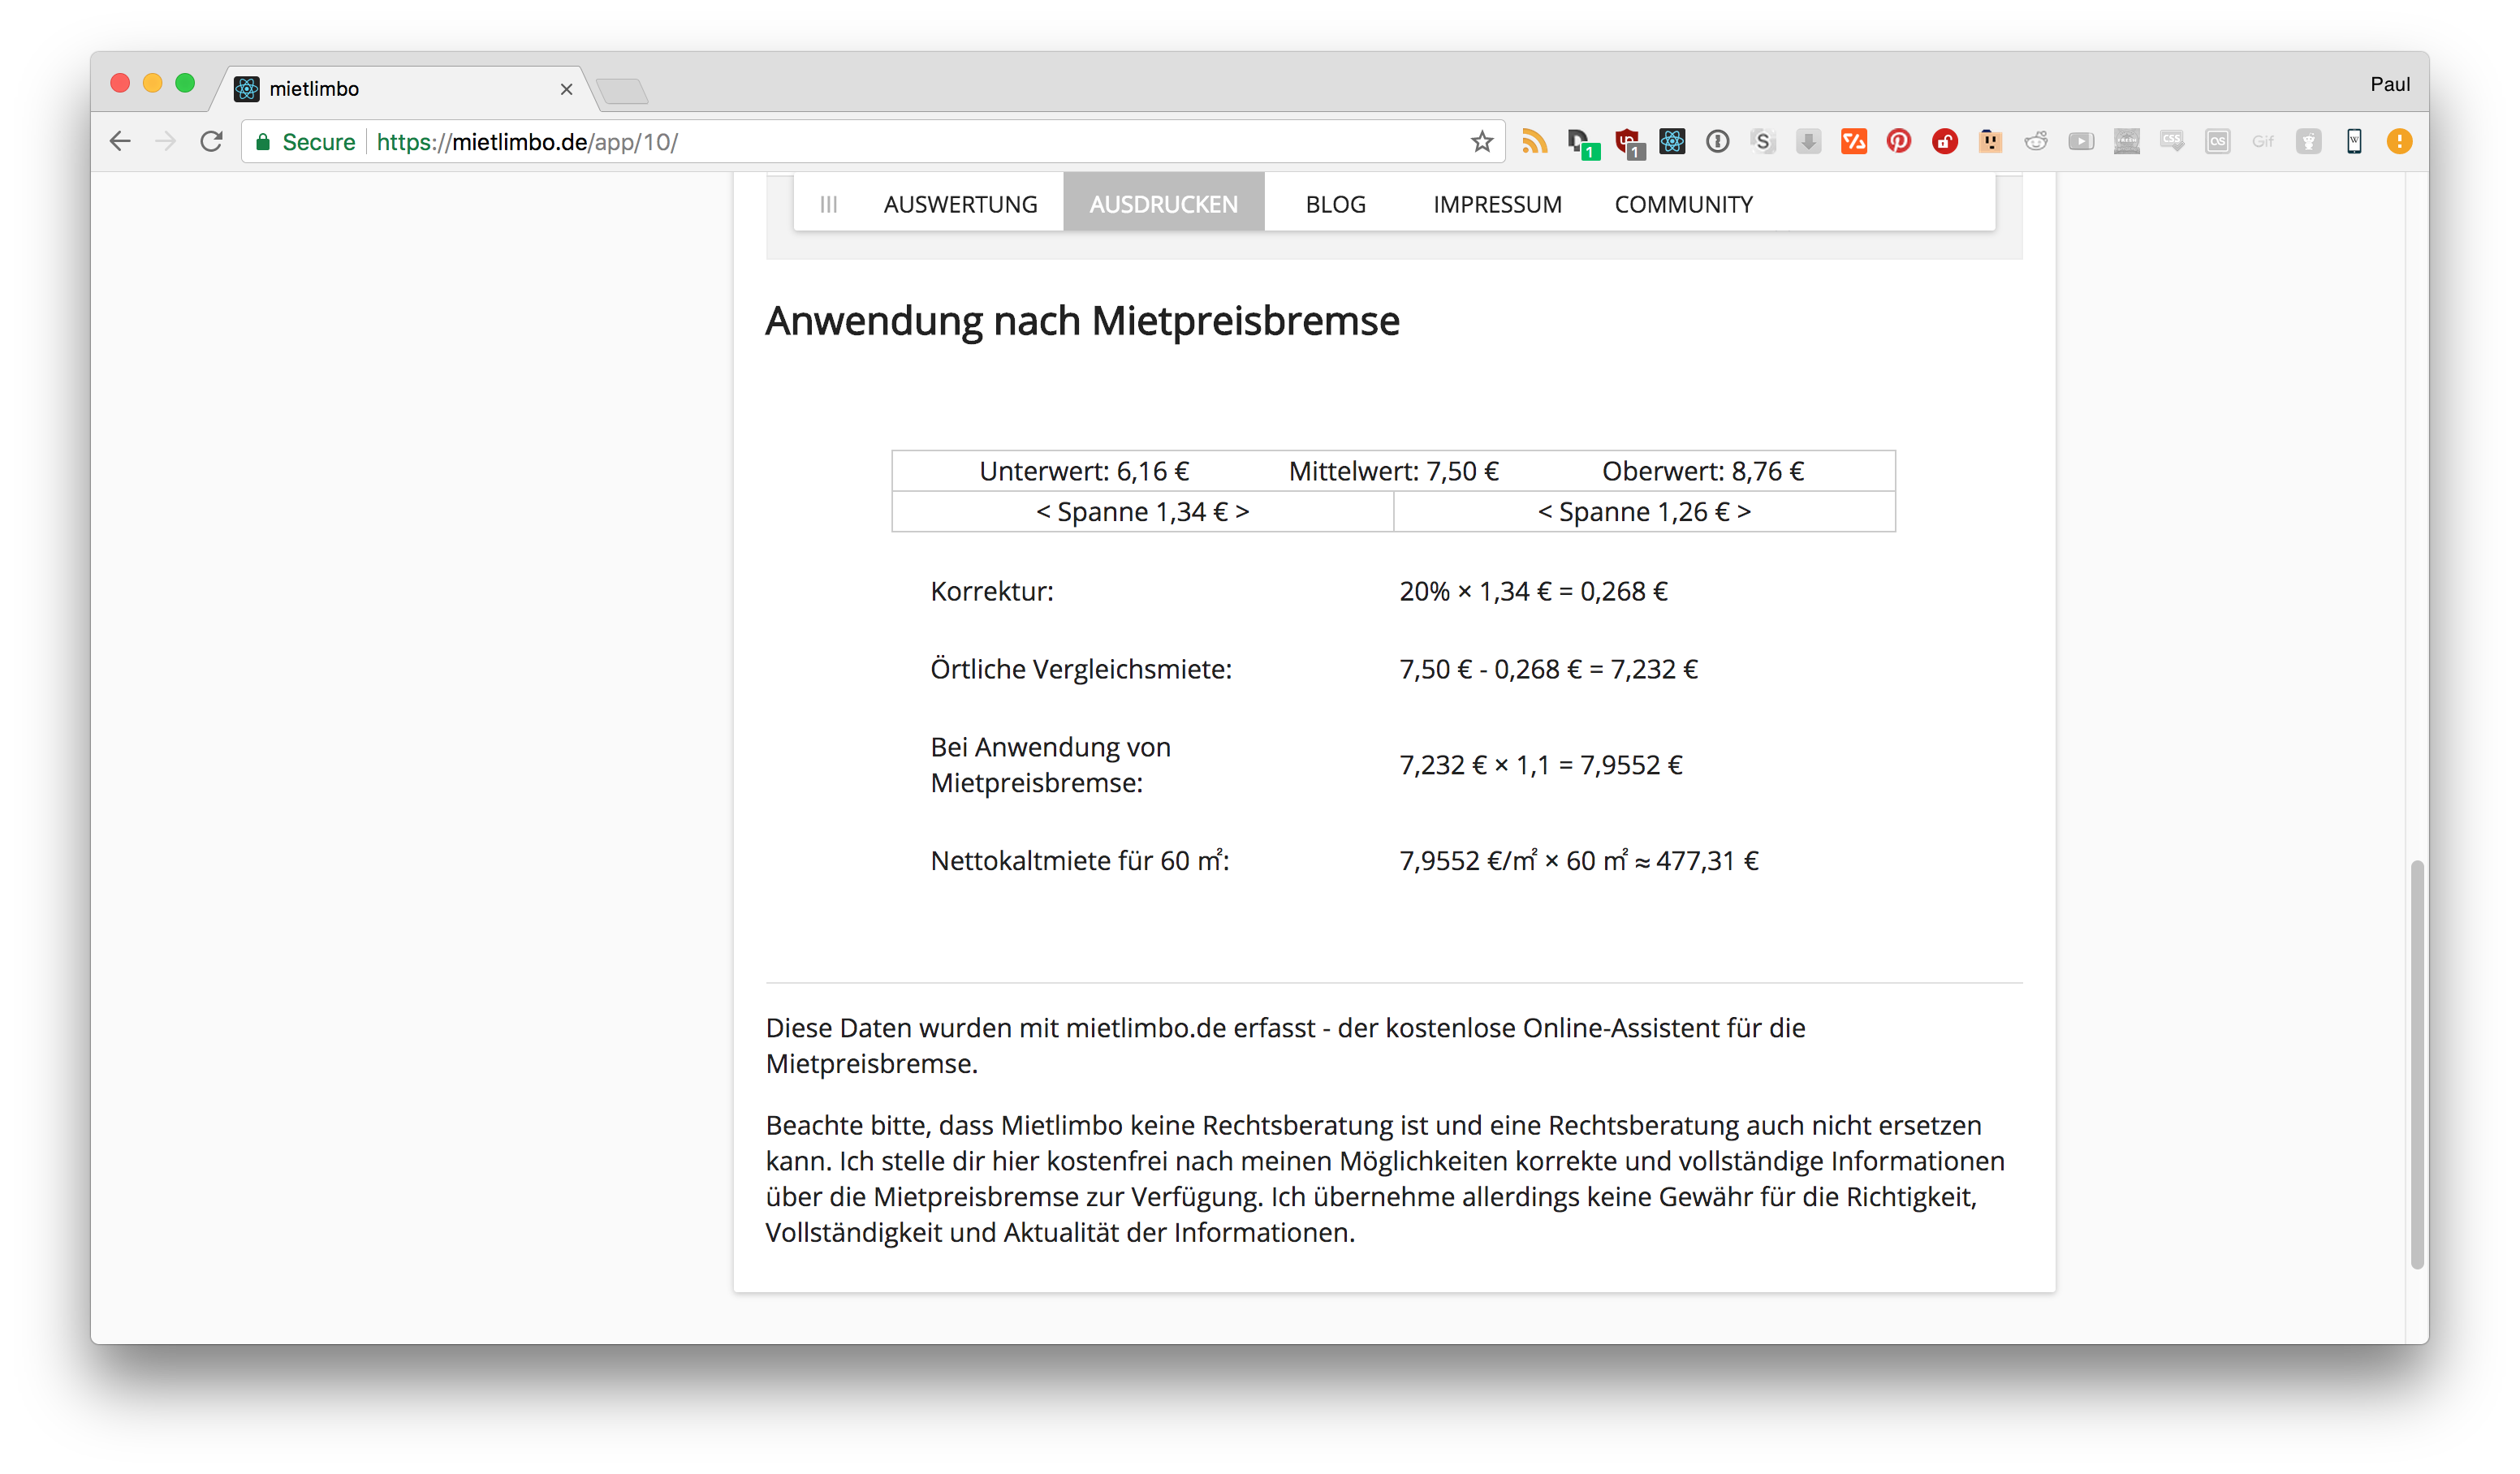 mietlimbo
Paul
Secure https://mietlimbo.de/app/10/
AUSWERTUNG AUSDRUCKEN BLOG IMPRESSUM COMMUNITY
Anwendung nach Mietpreisbremse
Unterwert: 6,16 € Mittelwert: 7,50 € Oberwert: 8,76 €
< Spanne 1,34 € > < Spanne 1,26 € >
Korrektur: 20% × 1,34 € = 0,268 €
Örtliche Vergleichsmiete: 7,50 € - 0,268 € = 7,232 €
Bei Anwendung von
Mietpreisbremse: 7,232 € × 1,1 = 7,9552 €
Nettokaltmiete für 60 ㎡: 7,9552 €/㎡ × 60 ㎡ ≈ 477,31 €
Diese Daten wurden mit mietlimbo.de erfasst - der kostenlose Online-Assistent für die
Mietpreisbremse.
Beachte bitte, dass Mietlimbo keine Rechtsberatung ist und eine Rechtsberatung auch nicht ersetzen
kann. Ich stelle dir hier kostenfrei nach meinen Möglichkeiten korrekte und vollständige Informationen
über die Mietpreisbremse zur Verfügung. Ich übernehme allerdings keine Gewähr für die Richtigkeit,
Vollständigkeit und Aktualität der Informationen.